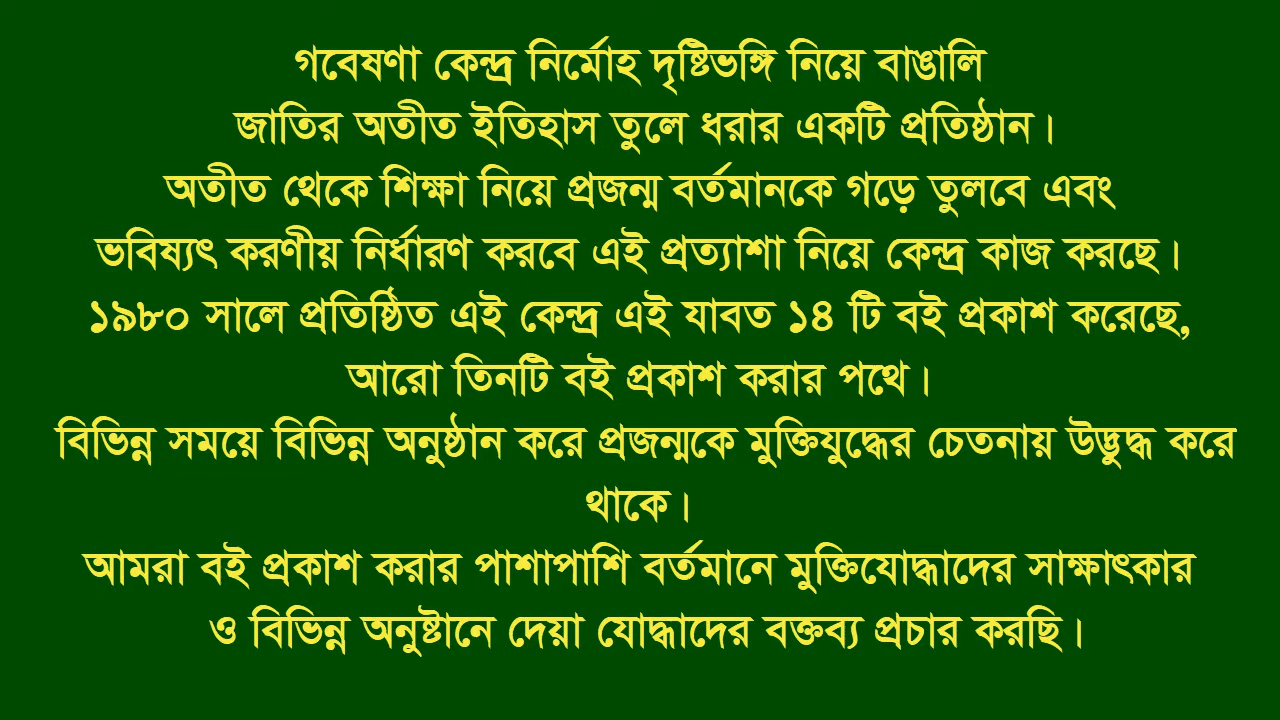 গবেষণা কেন্দ্র নির্মোহ দৃষ্টিভঙ্গি নিয়ে বাঙালি
জাতির অতীত ইতিহাস তুলে ধরার একটি প্রতিষ্ঠান।
অতীত থেকে শিক্ষা নিয়ে প্রজন্ম বর্তমানকে গড়ে তুলবে এবং
ভবিষ্যৎ করণীয় নির্ধারণ করবে এই প্রত্যাশা নিয়ে কেন্দ্র কাজ করছে।
১৯৮০ সালে প্রতিষ্ঠিত এই কেন্দ্র এই যাবত ১৪ টি বই প্রকাশ করেছে,
আরো তিনটি বই প্রকাশ করার পথে।
বিভিন্ন সময়ে বিভিন্ন অনুষ্ঠান করে প্রজন্মকে মুক্তিযুদ্ধের চেতনায় উদ্ভুদ্ধ করে
থাকে।
আমরা বই প্রকাশ করার পাশাপাশি বর্তমানে মুক্তিযোদ্ধাদের সাক্ষাৎকার
ও বিভিন্ন অনুষ্টানে দেয়া যোদ্ধাদের বক্তব্য প্রচার করছি।